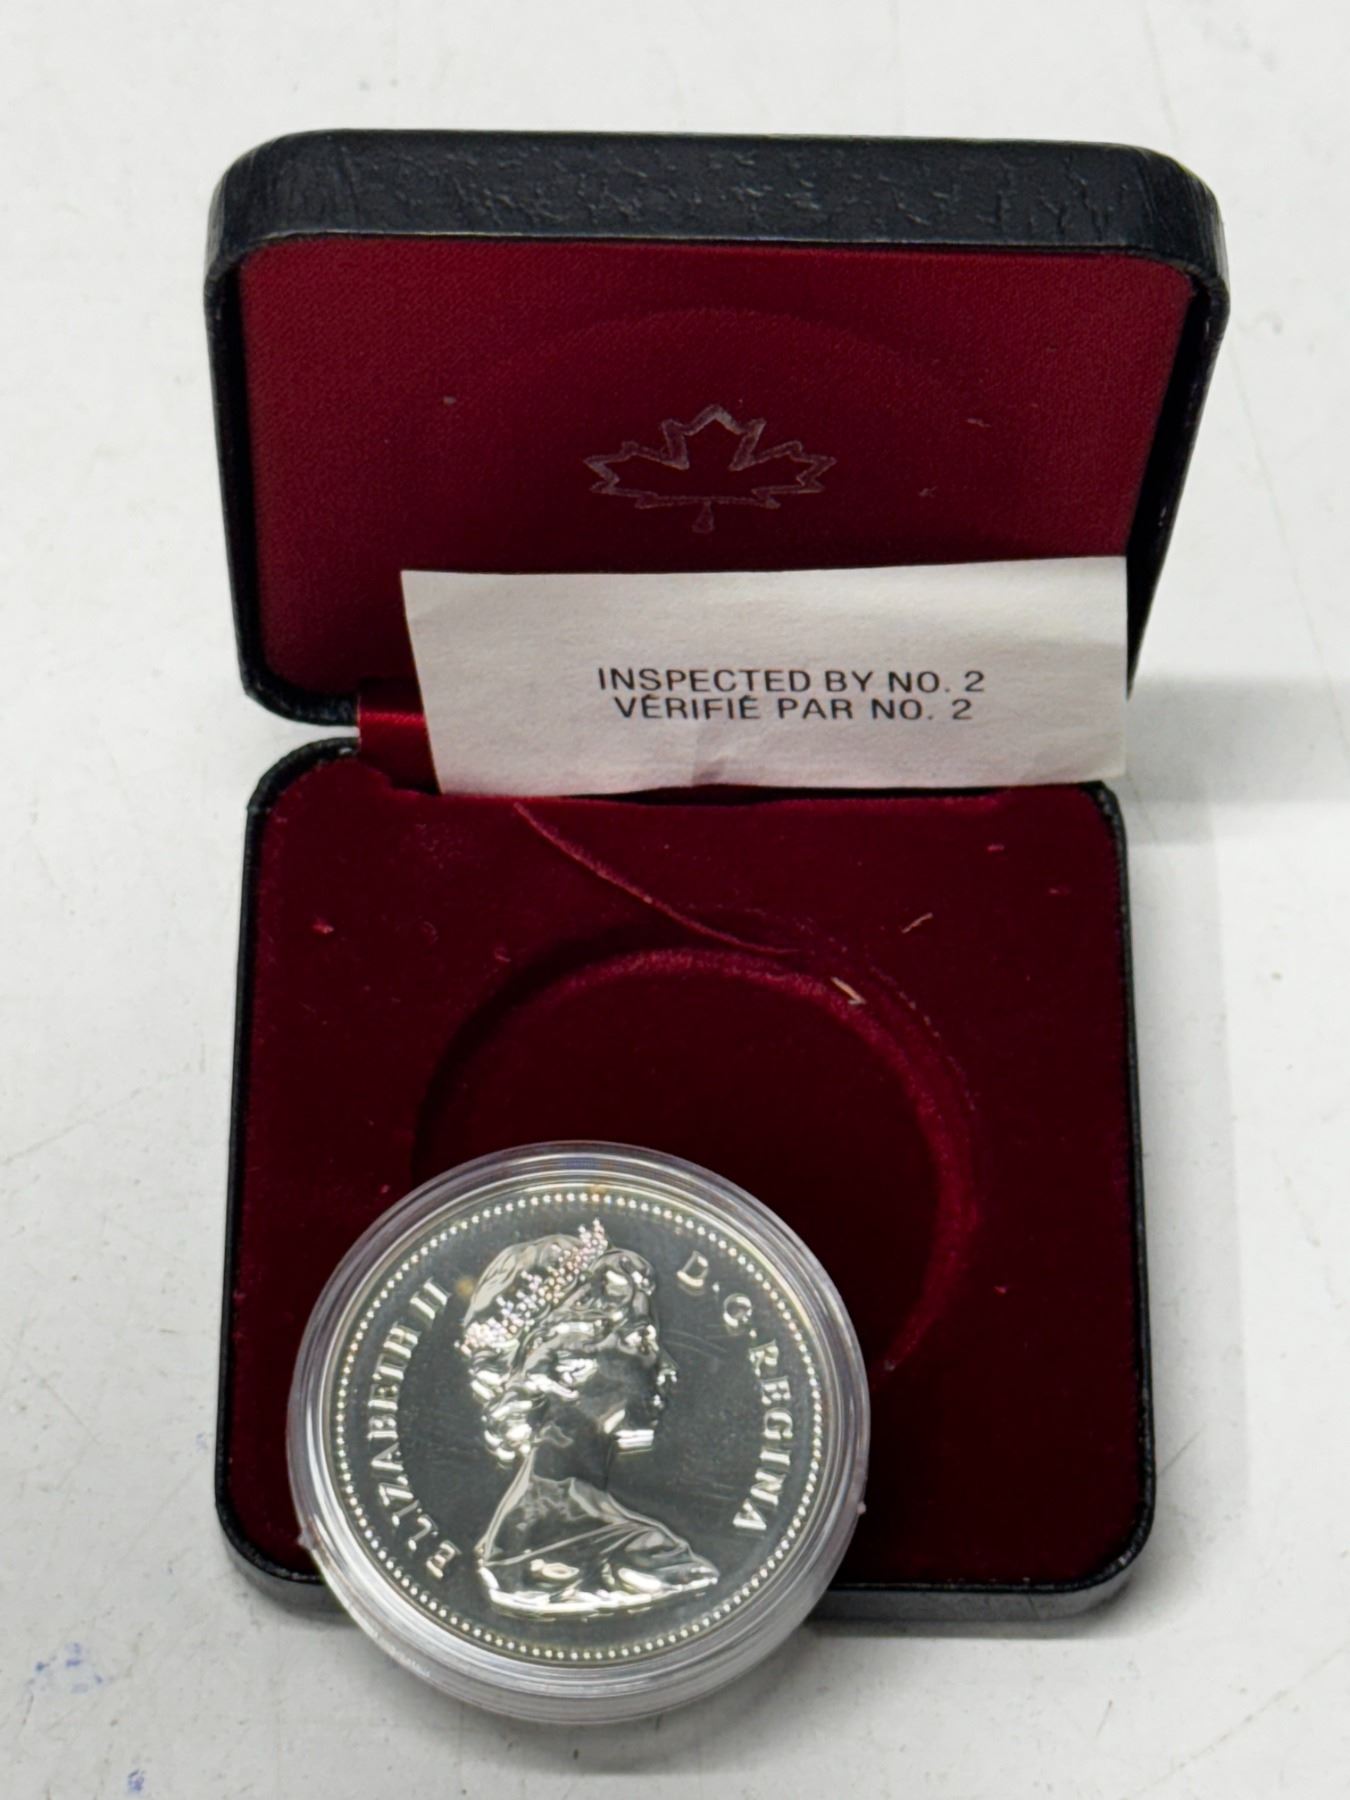 INSPECTED BY NO. 2
VÉRIFIÉ PAR NO. 2
ELIZABETH II
D·G·REGINA